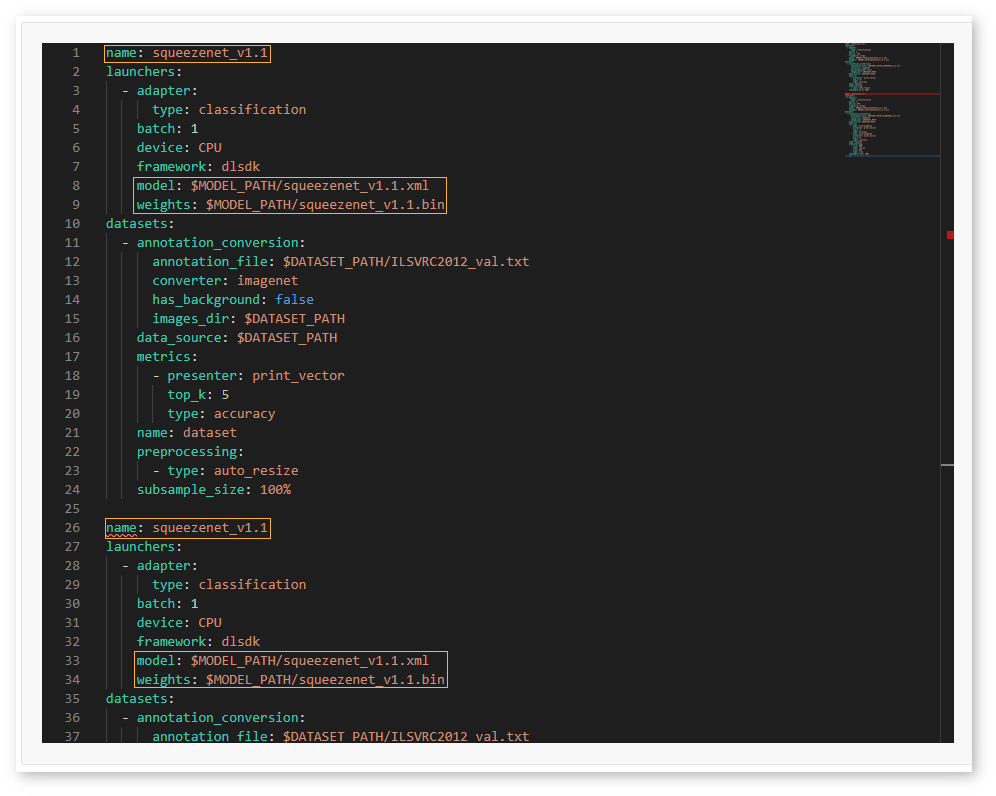 1 name: squeezenet_v1.1
2 launchers:
3 - adapter:
4 type: classification
5 batch: 1
6 device: CPU
7 framework: dlsdk
8 model: $MODEL_PATH/squeezenet_v1.1.xml
9 weights: $MODEL_PATH/squeezenet_v1.1.bin
10 datasets:
11 - annotation_conversion:
12 annotation_file: $DATASET_PATH/ILSVRC2012_val.txt
13 converter: imagenet
14 has_background: false
15 images_dir: $DATASET_PATH
16 data_source: $DATASET_PATH
17 metrics:
18 - presenter: print_vector
19 top_k: 5
20 type: accuracy
21 name: dataset
22 preprocessing:
23 - type: auto_resize
24 subsample_size: 100%
25
26 name: squeezenet_v1.1
27 launchers:
28 - adapter:
29 type: classification
30 batch: 1
31 device: CPU
32 framework: dlsdk
33 model: $MODEL_PATH/squeezenet_v1.1.xml
34 weights: $MODEL_PATH/squeezenet_v1.1.bin
35 datasets:
36 - annotation_conversion:
37 annotation_file: $DATASET_PATH/ILSVRC2012_val.txt